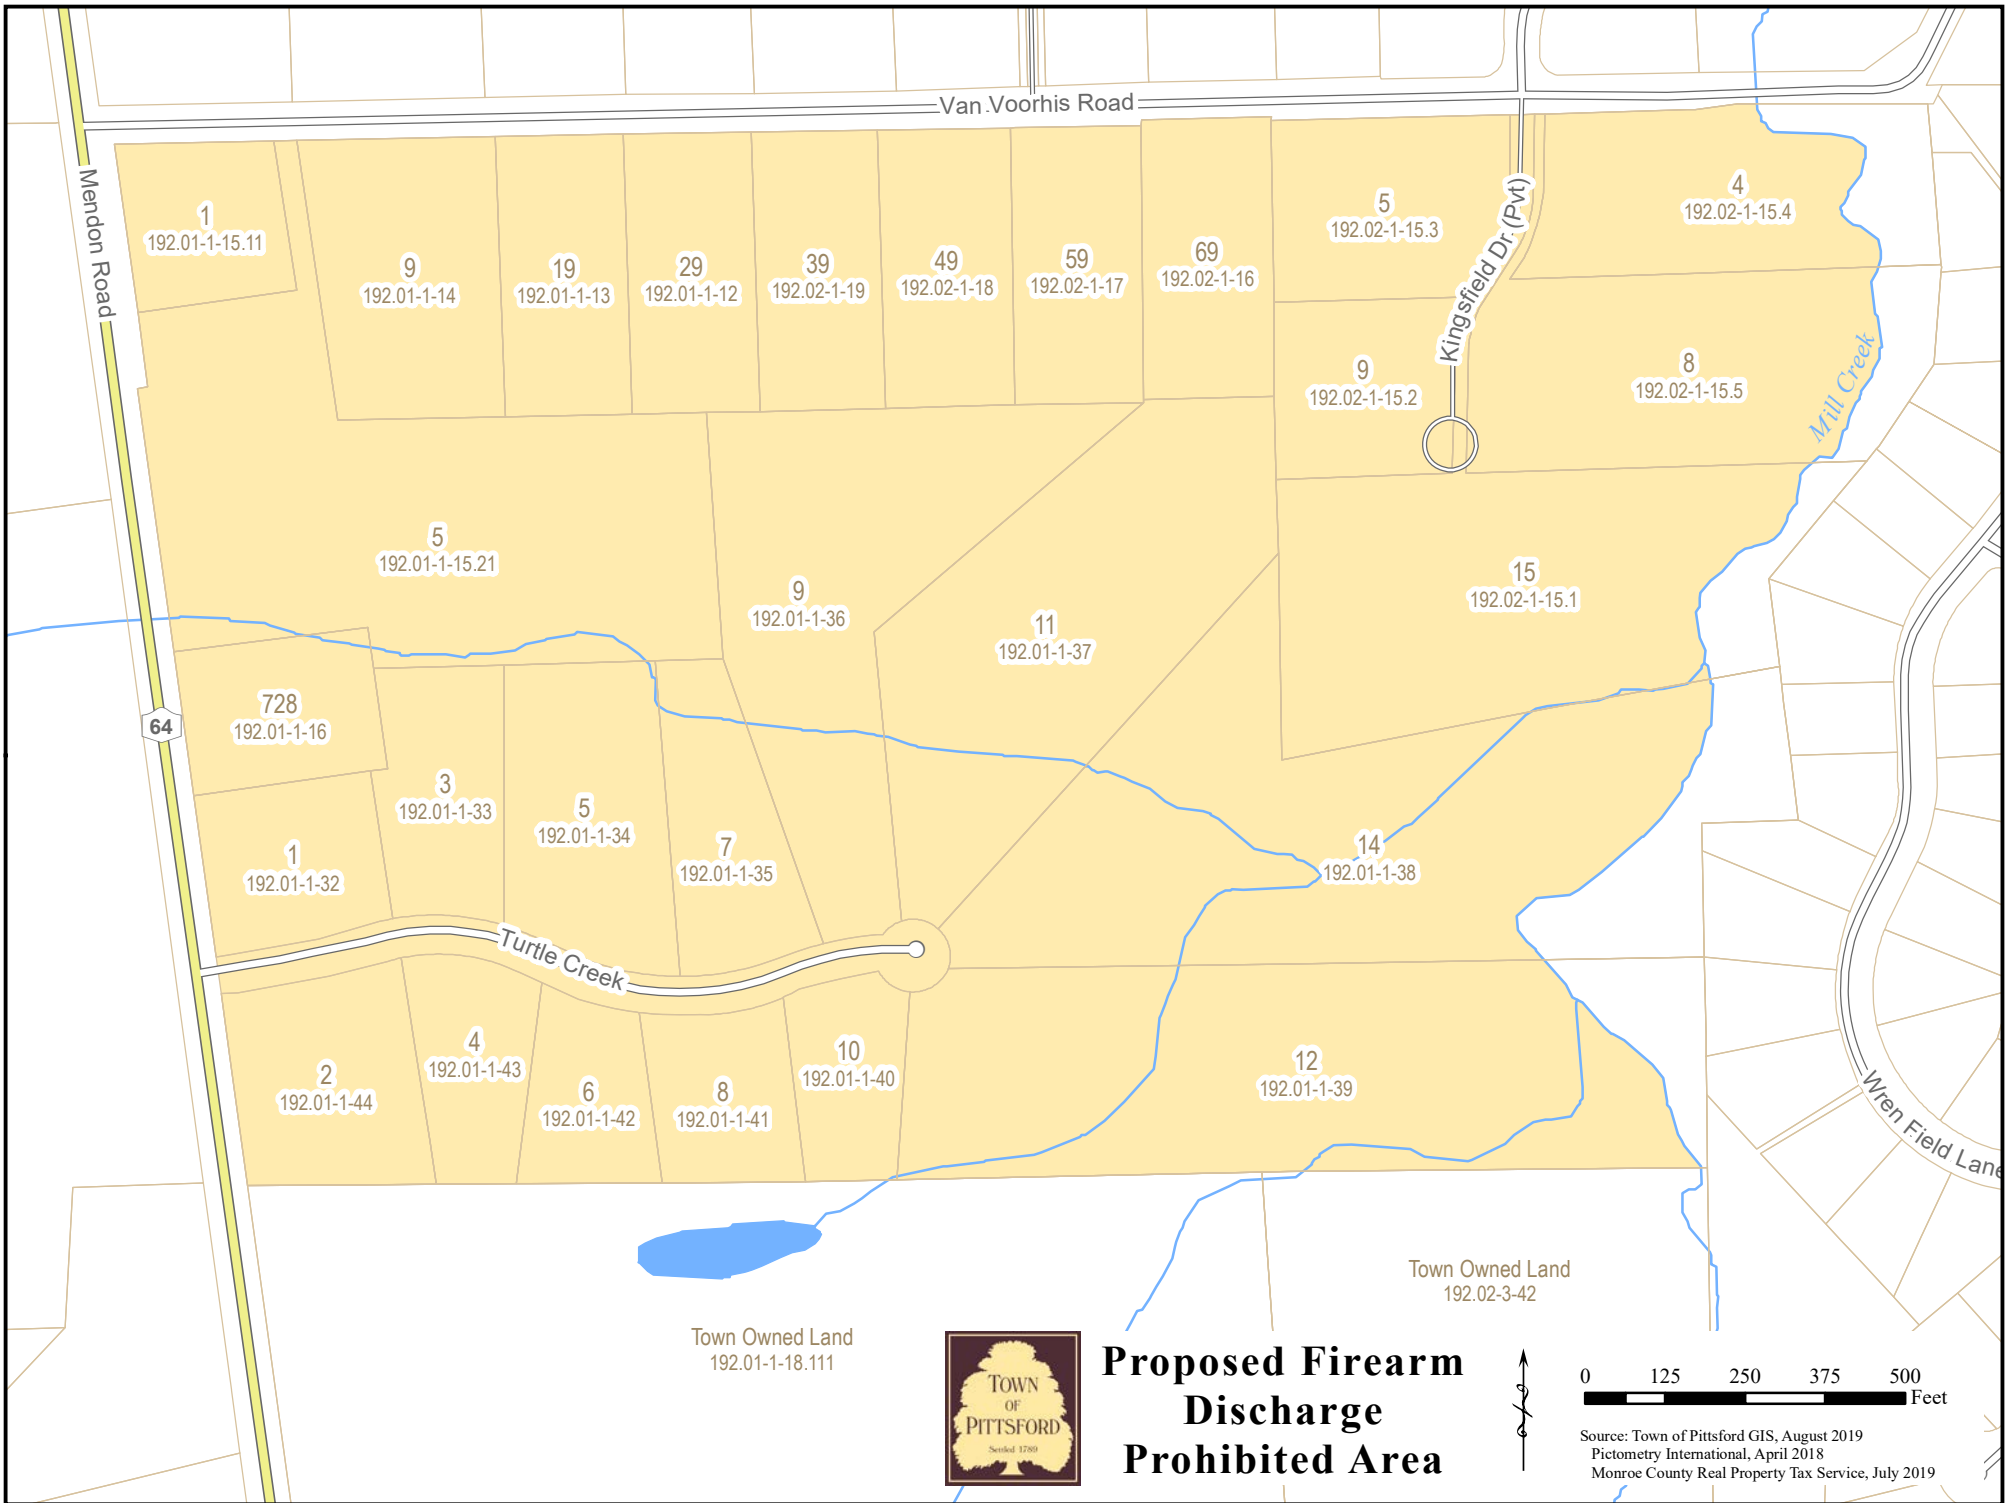 Van Voorhis Road
Mendon Road
1
192.01-1-15.11
9
192.01-1-14
19
192.01-1-13
29
192.01-1-12
39
192.02-1-19
49
192.02-1-18
59
192.02-1-17
69
192.02-1-16
5
192.02-1-15.3
Kingsfield Dr. (Pvt)
4
192.02-1-15.4
9
192.02-1-15.2
8
192.02-1-15.5
Mill Creek
5
192.01-1-15.21
9
192.01-1-36
11
192.01-1-37
15
192.02-1-15.1
64
728
192.01-1-16
3
192.01-1-33
5
192.01-1-34
7
192.01-1-35
1
192.01-1-32
14
192.01-1-38
Turtle Creek
2
192.01-1-44
4
192.01-1-43
6
192.01-1-42
8
192.01-1-41
10
192.01-1-40
12
192.01-1-39
Wren Field Lane
Town Owned Land
192.02-3-42
Town Owned Land
192.01-1-18.111
TOWN
OF
PITTSFORD
Settled 1789
Proposed Firearm
Discharge
Prohibited Area
0 125 250 375 500
Feet
Source: Town of Pittsford GIS, August 2019
Pictometry International, April 2018
Monroe County Real Property Tax Service, July 2019